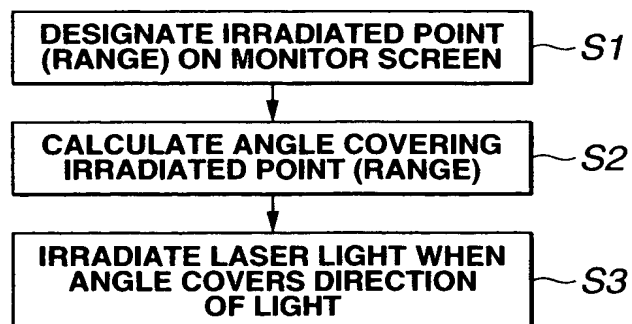 DESIGNATE IRRADIATED POINT
(RANGE) ON MONITOR SCREEN
S1
CALCULATE ANGLE COVERING
IRRADIATED POINT (RANGE)
S2
IRRADIATE LASER LIGHT WHEN
ANGLE COVERS DIRECTION
OF LIGHT
S3